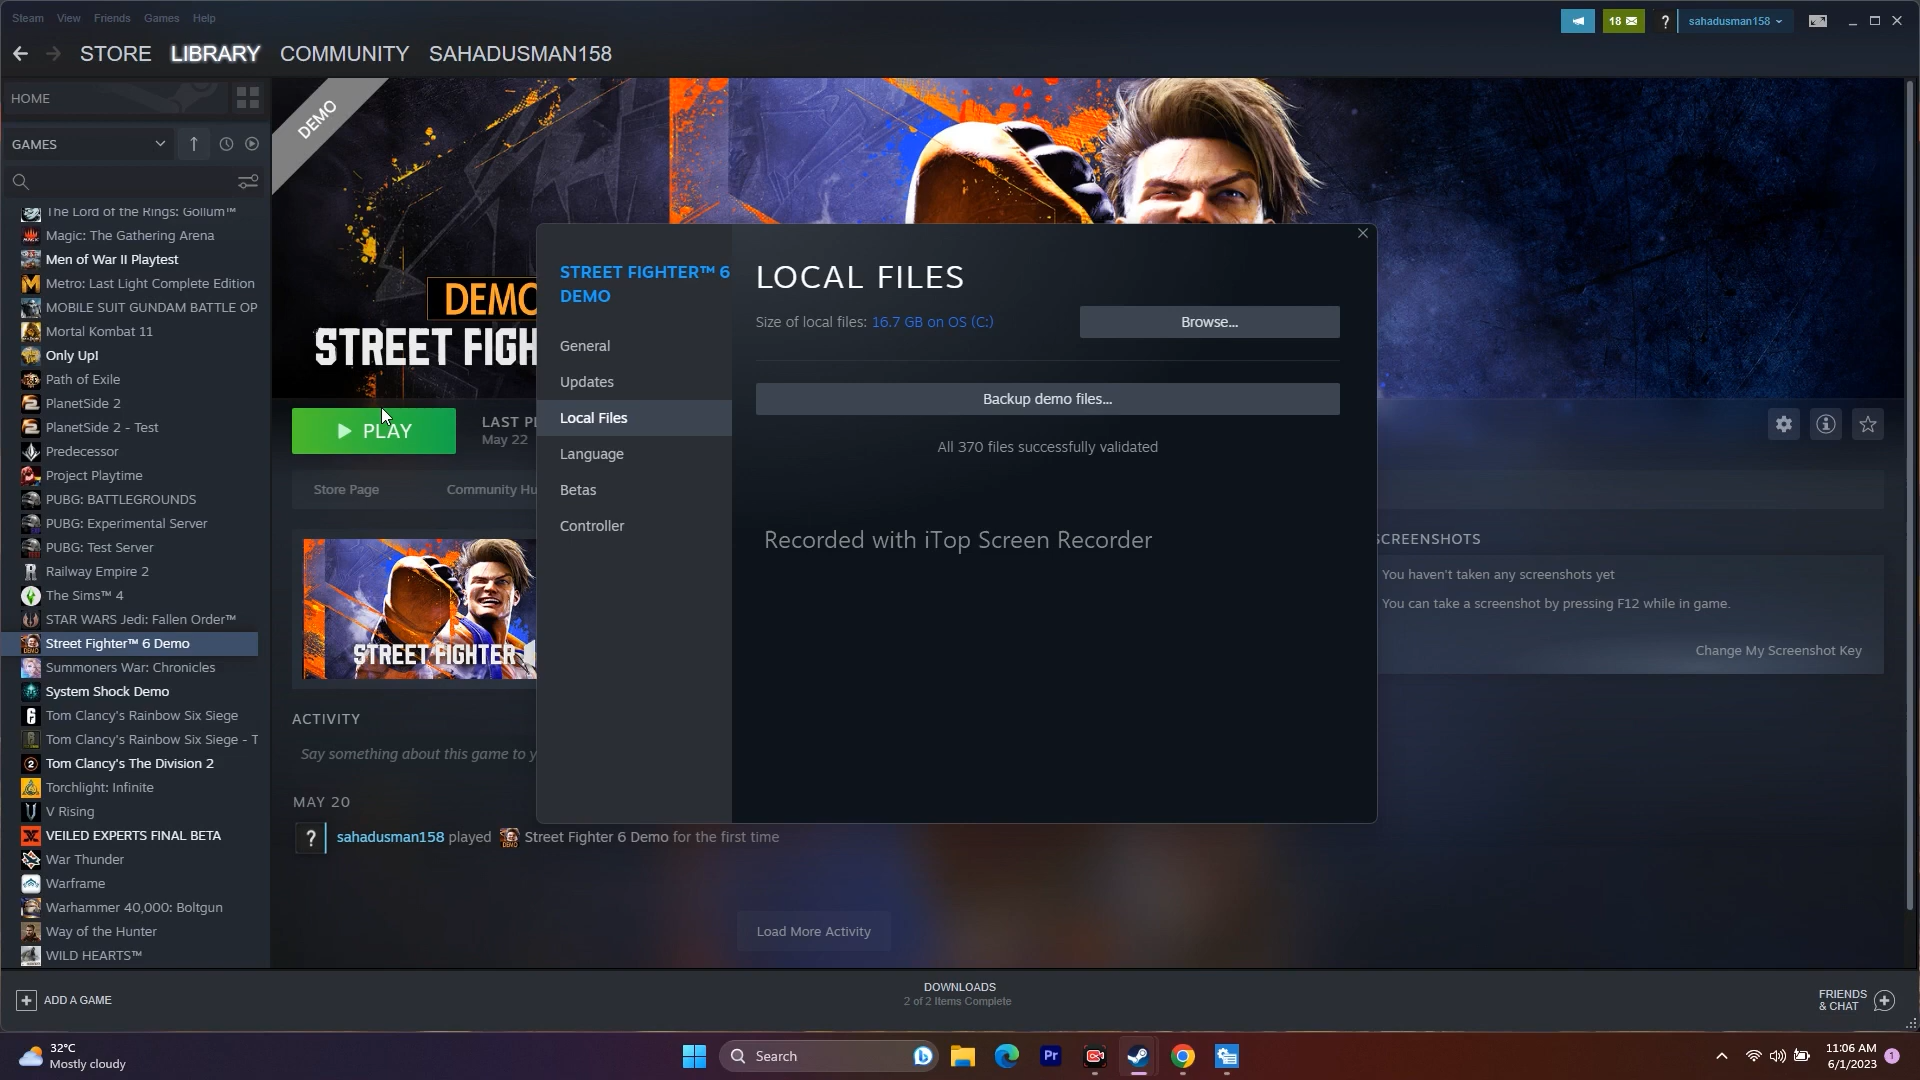 Steam View Friends Games Help
18
?
sahadusman158
STORE LIBRARY COMMUNITY SAHADUSMAN158
HOME
GAMES
The Lord of the Rings: Gollum™
Magic: The Gathering Arena
Men of War II Playtest
Metro: Last Light Complete Edition
MOBILE SUIT GUNDAM BATTLE OP
Mortal Kombat 11
Only Up!
Path of Exile
PlanetSide 2
PlanetSide 2 - Test
Predecessor
Project Playtime
PUBG: BATTLEGROUNDS
PUBG: Experimental Server
PUBG: Test Server
Railway Empire 2
The Sims™ 4
STAR WARS Jedi: Fallen Order™
Street Fighter™ 6 Demo
Summoners War: Chronicles
System Shock Demo
Tom Clancy's Rainbow Six Siege
Tom Clancy's Rainbow Six Siege - T
Tom Clancy's The Division 2
Torchlight: Infinite
V Rising
VEILED EXPERTS FINAL BETA
War Thunder
Warframe
Warhammer 40,000: Boltgun
Way of the Hunter
WILD HEARTS™
ADD A GAME
DEMO
DEMO
STREET FIGH
PLAY
LAST PL
May 22
Store Page
Community Hu
STREET FIGHTER
ACTIVITY
Say something about this game to y
MAY 20
? sahadusman158 played Street Fighter 6 Demo for the first time
Load More Activity
STREET FIGHTER™ 6
DEMO
General
Updates
Local Files
Language
Betas
Controller
LOCAL FILES
Size of local files: 16.7 GB on OS (C:)
Browse...
Backup demo files...
All 370 files successfully validated
Recorded with iTop Screen Recorder
SCREENSHOTS
You haven't taken any screenshots yet
You can take a screenshot by pressing F12 while in game.
Change My Screenshot Key
DOWNLOADS
2 of 2 Items Complete
FRIENDS
& CHAT
32°C
Mostly cloudy
Search
Pr
11:06 AM
6/1/2023
1